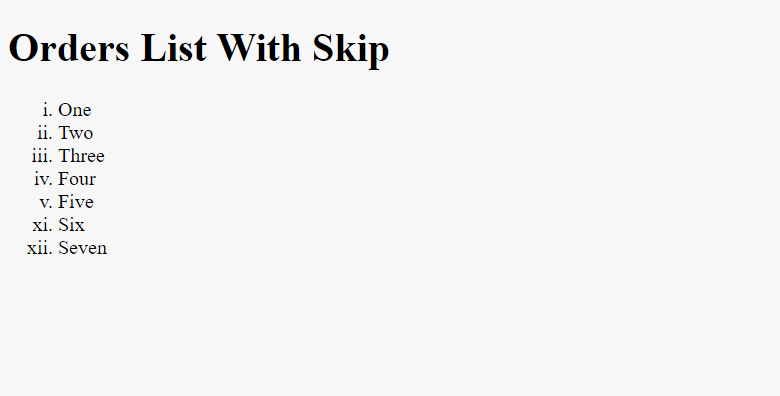 Orders List With Skip
i. One
ii. Two
iii. Three
iv. Four
v. Five
xi. Six
xii. Seven